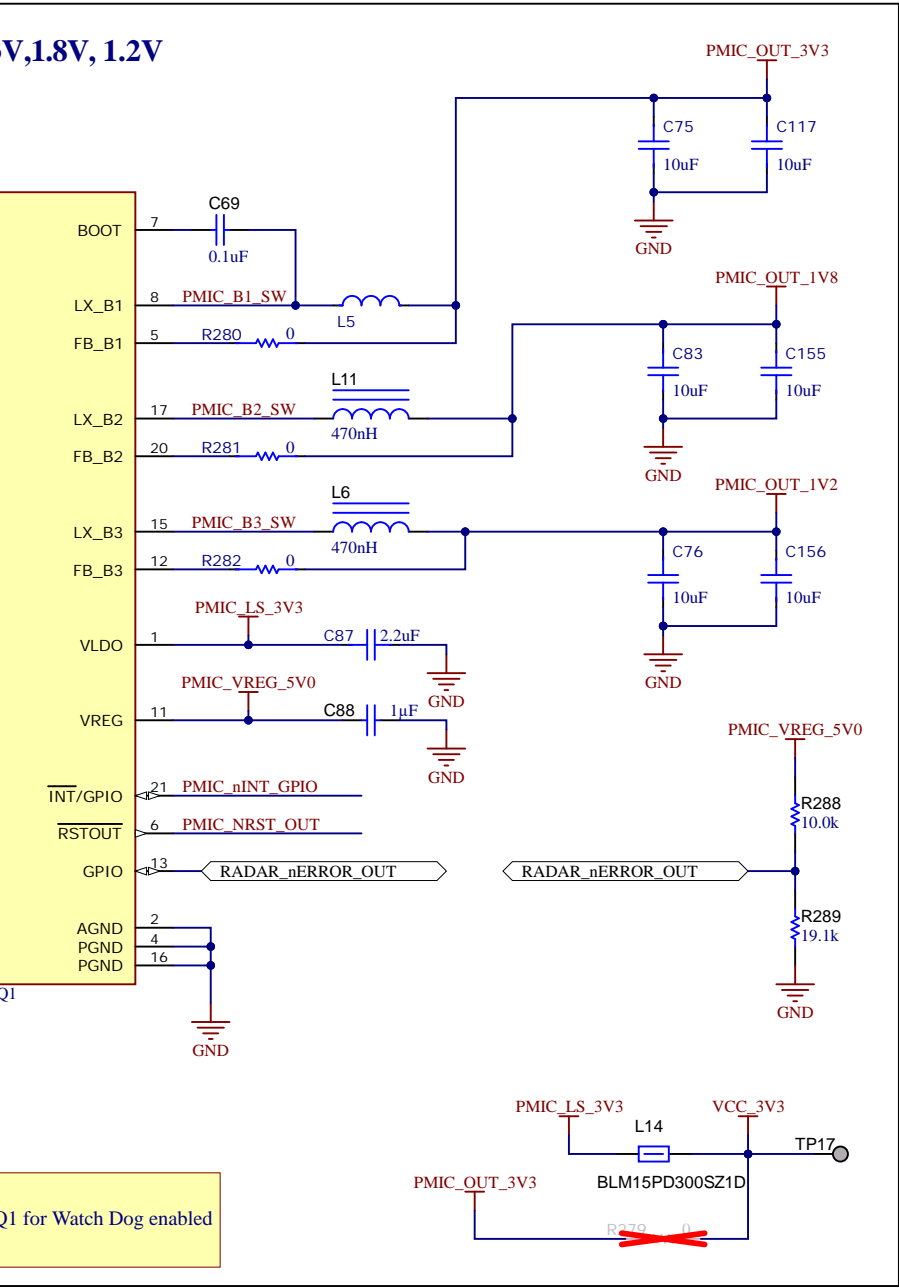 V,1.8V, 1.2V
PMIC_OUT_3V3
C75
C117
10uF
10uF
GND
C69
BOOT
7
0.1uF
PMIC_OUT_1V8
LX_B1
8
PMIC_B1_SW
L5
FB_B1
5
R280
0
C83
C155
10uF
10uF
L11
LX_B2
17
PMIC_B2_SW
470nH
FB_B2
20
R281
0
GND
L6
PMIC_OUT_1V2
LX_B3
15
PMIC_B3_SW
470nH
C76
C156
FB_B3
12
R282
0
10uF
10uF
PMIC_LS_3V3
VLDO
1
C87
2.2uF
GND
GND
PMIC_VREG_5V0
VREG
11
C88
1µF
GND
PMIC_VREG_5V0
INT/GPIO
21
PMIC_nINT_GPIO
R288
10.0k
RSTOUT
6
PMIC_NRST_OUT
GPIO
13
RADAR_nERROR_OUT
RADAR_nERROR_OUT
AGND
2
R289
19.1k
PGND
4
PGND
16
Q1
GND
GND
PMIC_LS_3V3
VCC_3V3
L14
TP17
BLM15PD300SZ1D
PMIC_OUT_3V3
R379
0
Q1 for Watch Dog enabled